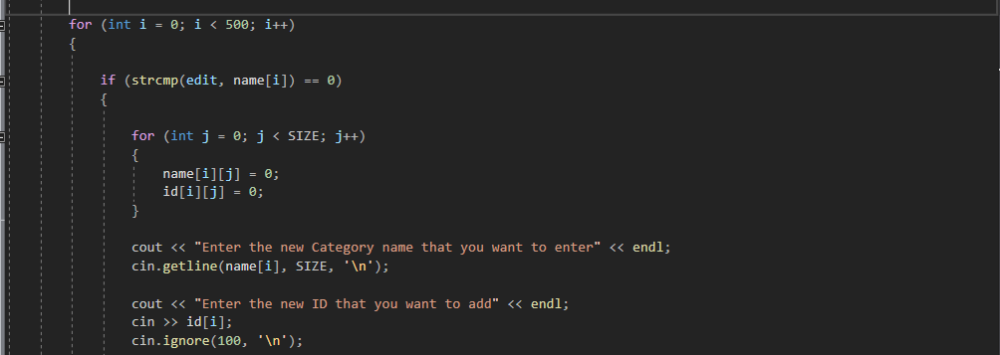 for (int i = 0; i < 500; i++)
{
if (strcmp(edit, name[i]) == 0)
{
for (int j = 0; j < SIZE; j++)
{
name[i][j] = 0;
id[i][j] = 0;
}
cout << "Enter the new Category name that you want to enter" << endl;
cin.getline(name[i], SIZE, '\n');
cout << "Enter the new ID that you want to add" << endl;
cin >> id[i];
cin.ignore(100, '\n');